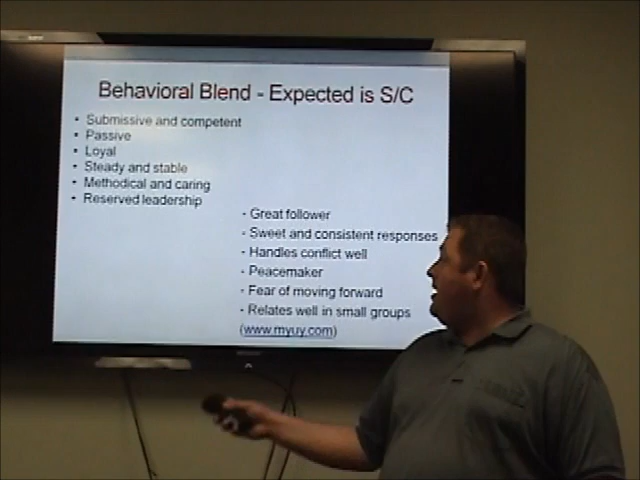 Behavioral Blend - Expected is S/C
• Submissive and competent
• Passive
• Loyal
• Steady and stable
• Methodical and caring
• Reserved leadership
- Great follower
- Sweet and consistent responses
- Handles conflict well
- Peacemaker
- Fear of moving forward
- Relates well in small groups
(www.myuy.com)